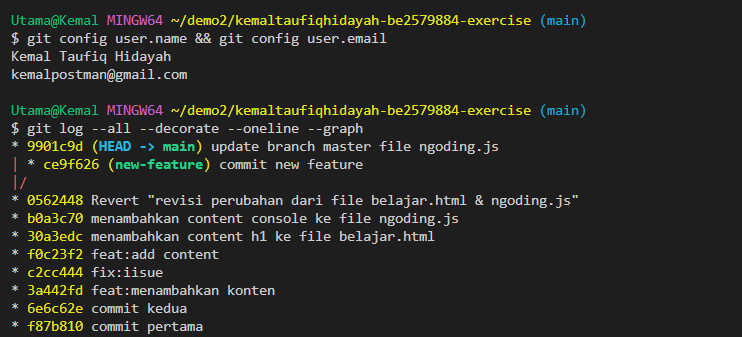 Utama@Kemal MINGW64 ~/demo2/kemaltaufiqhidayah-be2579884-exercise (main)
$ git config user.name && git config user.email
Kemal Taufiq Hidayah
kemalpostman@gmail.com
Utama@Kemal MINGW64 ~/demo2/kemaltaufiqhidayah-be2579884-exercise (main)
$ git log --all --decorate --oneline --graph
* 9901c9d (HEAD -> main) update branch master file ngoding.js
| * ce9f626 (new-feature) commit new feature
|/
* 0562448 Revert "revisi perubahan dari file belajar.html & ngoding.js"
* b0a3c70 menambahkan content console ke file ngoding.js
* 30a3edc menambahkan content h1 ke file belajar.html
* f0c23f2 feat:add content
* c2cc444 fix:iisue
* 3a442fd feat:menambahkan konten
* 6e6c62e commit kedua
* f87b810 commit pertama